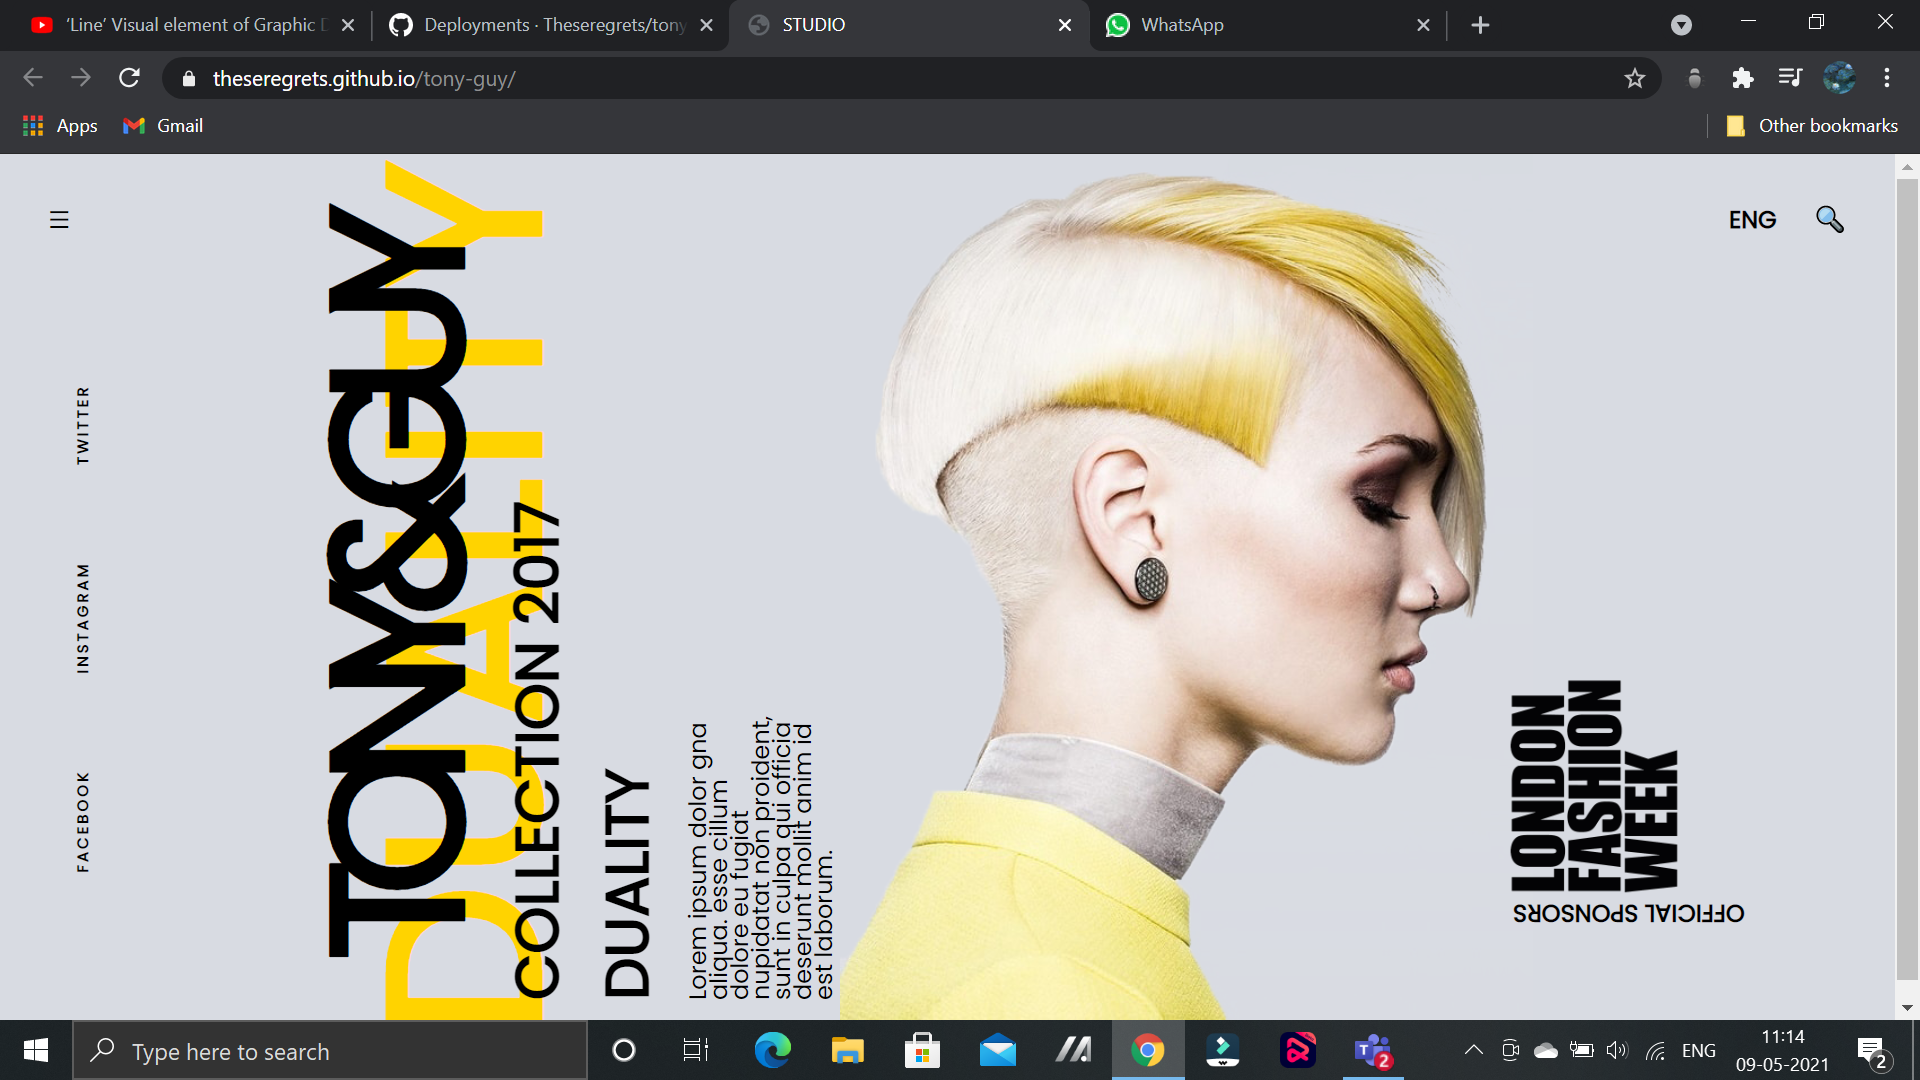 ‘Line’ Visual element of Graphic D
Deployments · Theseregrets/tony
STUDIO
WhatsApp
theseregrets.github.io/tony-guy/
Apps
Gmail
Other bookmarks
ENG
TWITTER
INSTAGRAM
FACEBOOK
TONY&GUY
DUALITY
COLLECTION 2017
DUALITY
Lorem ipsum dolor gna
aliqua. esse cillum
dolore eu fugiat
nupidatat non proident,
sunt in culpa qui officia
deserunt mollit anim id
est laborum.
LONDON
FASHION
WEEK
OFFICIAL SPONSORS
Type here to search
2
ENG
11:14
09-05-2021
2